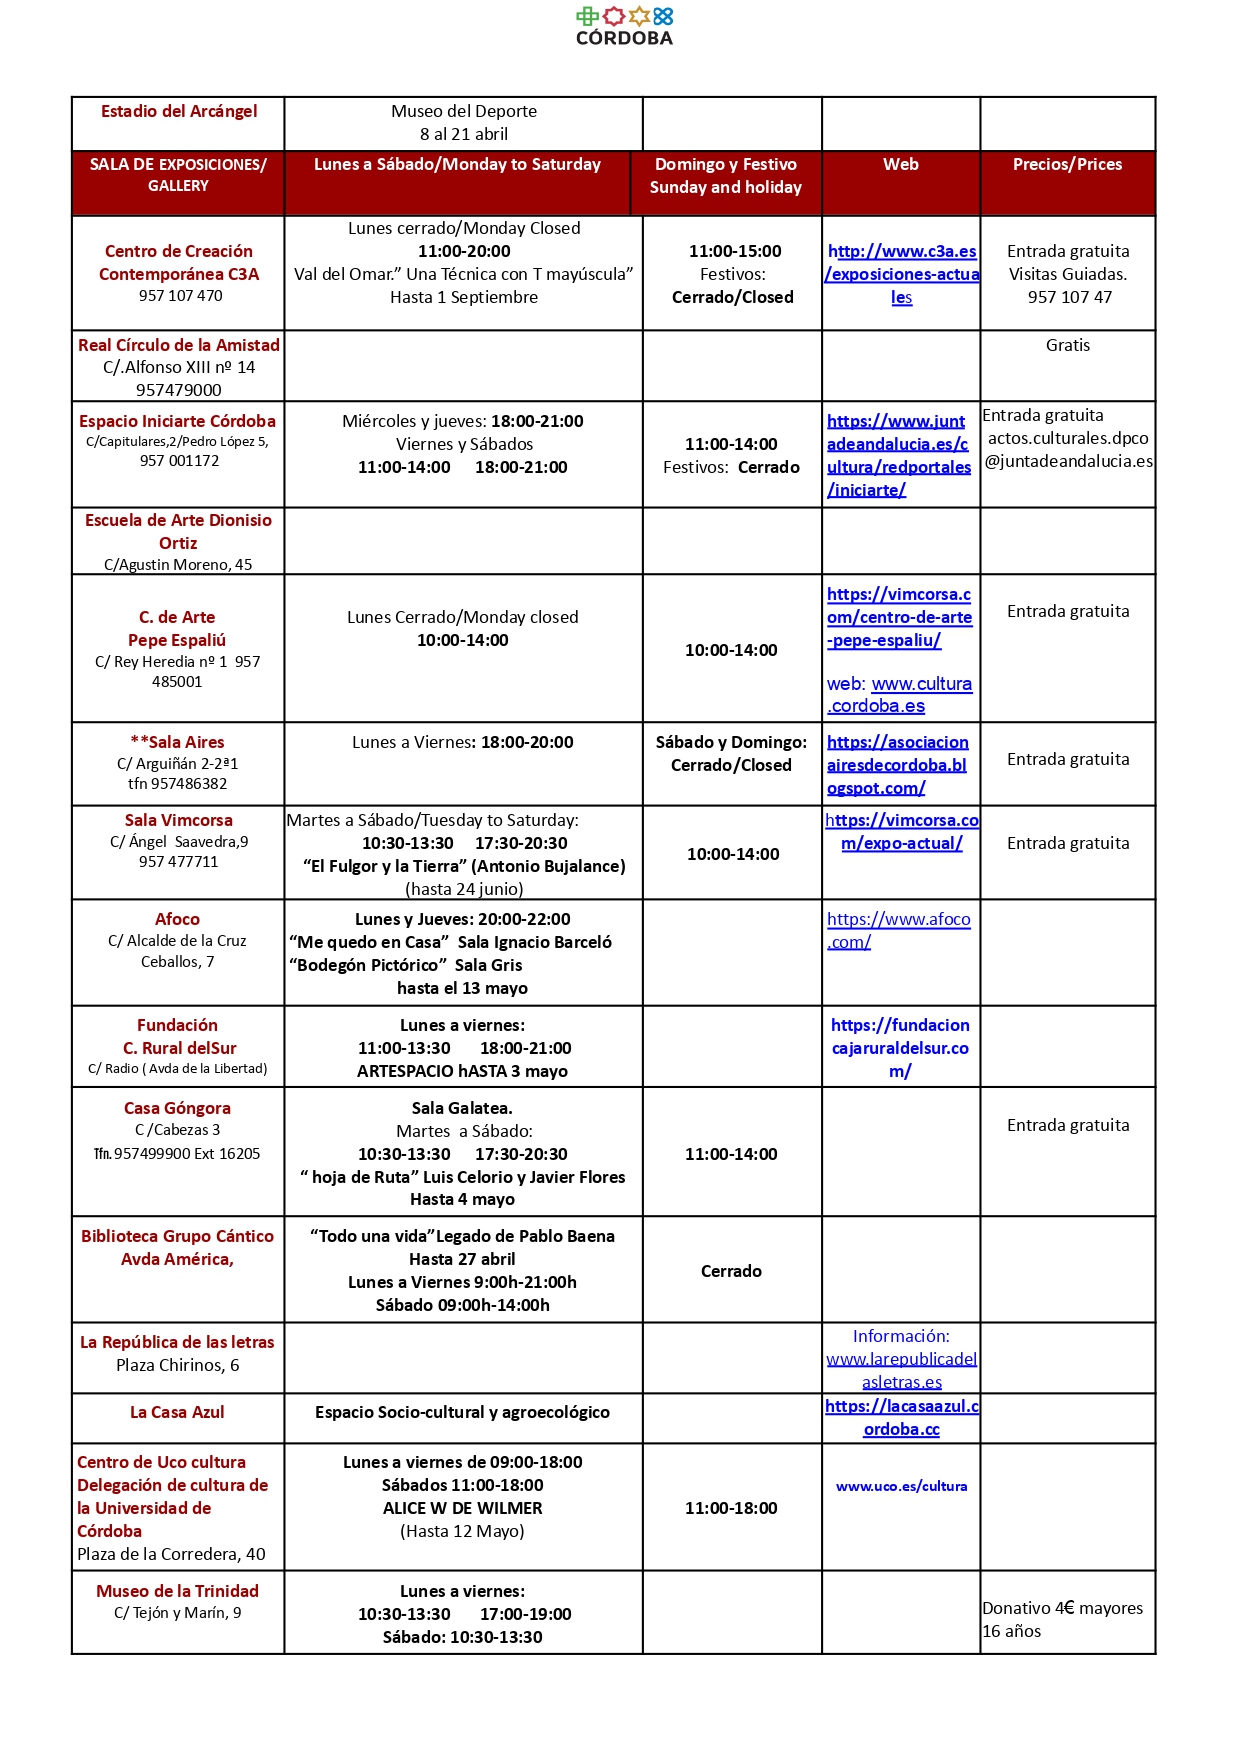 CÓRDOBA
Estadio del Arcángel
Museo del Deporte
8 al 21 abril
SALA DE EXPOSICIONES/
GALLERY
Lunes a Sábado/Monday to Saturday
Domingo y Festivo
Sunday and holiday
Web
Precios/Prices
Centro de Creación
Contemporánea C3A
957 107 470
Lunes cerrado/Monday Closed
11:00-20:00
Val del Omar.” Una Técnica con T mayúscula”
Hasta 1 Septiembre
11:00-15:00
Festivos:
Cerrado/Closed
http://www.c3a.es
/exposiciones-actua
les
Entrada gratuita
Visitas Guiadas.
957 107 47
Real Círculo de la Amistad
C/.Alfonso XIII nº 14
957479000
Gratis
Espacio Iniciarte Córdoba
C/Capitulares,2/Pedro López 5,
957 001172
Miércoles y jueves: 18:00-21:00
Viernes y Sábados
11:00-14:00 18:00-21:00
11:00-14:00
Festivos: Cerrado
https://www.junt
adeandalucia.es/c
ultura/redportales
/iniciarte/
Entrada gratuita
actos.culturales.dpco
@juntadeandalucia.es
Escuela de Arte Dionisio
Ortiz
C/Agustin Moreno, 45
C. de Arte
Pepe Espaliú
C/ Rey Heredia nº 1 957
485001
Lunes Cerrado/Monday closed
10:00-14:00
10:00-14:00
https://vimcorsa.c
om/centro-de-arte
-pepe-espaliu/
web: www.cultura
.cordoba.es
Entrada gratuita
**Sala Aires
C/ Arguiñán 2-2ª1
tfn 957486382
Lunes a Viernes: 18:00-20:00
Sábado y Domingo:
Cerrado/Closed
https://asociacion
airesdecordoba.bl
ogspot.com/
Entrada gratuita
Sala Vimcorsa
C/ Ángel Saavedra,9
957 477711
Martes a Sábado/Tuesday to Saturday:
10:30-13:30 17:30-20:30
“El Fulgor y la Tierra” (Antonio Bujalance)
(hasta 24 junio)
10:00-14:00
https://vimcorsa.co
m/expo-actual/
Entrada gratuita
Afoco
C/ Alcalde de la Cruz
Ceballos, 7
Lunes y Jueves: 20:00-22:00
“Me quedo en Casa” Sala Ignacio Barceló
“Bodegón Pictórico” Sala Gris
hasta el 13 mayo
https://www.afoco
.com/
Fundación
C. Rural delSur
C/ Radio ( Avda de la Libertad)
Lunes a viernes:
11:00-13:30 18:00-21:00
ARTESPACIO hASTA 3 mayo
https://fundacion
cajaruraldelsur.co
m/
Casa Góngora
C /Cabezas 3
Tfn. 957499900 Ext 16205
Sala Galatea.
Martes a Sábado:
10:30-13:30 17:30-20:30
“ hoja de Ruta” Luis Celorio y Javier Flores
Hasta 4 mayo
11:00-14:00
Entrada gratuita
Biblioteca Grupo Cántico
Avda América,
“Todo una vida”Legado de Pablo Baena
Hasta 27 abril
Lunes a Viernes 9:00h-21:00h
Sábado 09:00h-14:00h
Cerrado
La República de las letras
Plaza Chirinos, 6
Información:
www.larepublicadel
asletras.es
La Casa Azul
Espacio Socio-cultural y agroecológico
https://lacasaazul.c
ordoba.cc
Centro de Uco cultura
Delegación de cultura de
la Universidad de
Córdoba
Plaza de la Corredera, 40
Lunes a viernes de 09:00-18:00
Sábados 11:00-18:00
ALICE W DE WILMER
(Hasta 12 Mayo)
11:00-18:00
www.uco.es/cultura
Museo de la Trinidad
C/ Tejón y Marín, 9
Lunes a viernes:
10:30-13:30 17:00-19:00
Sábado: 10:30-13:30
Donativo 4€ mayores
16 años